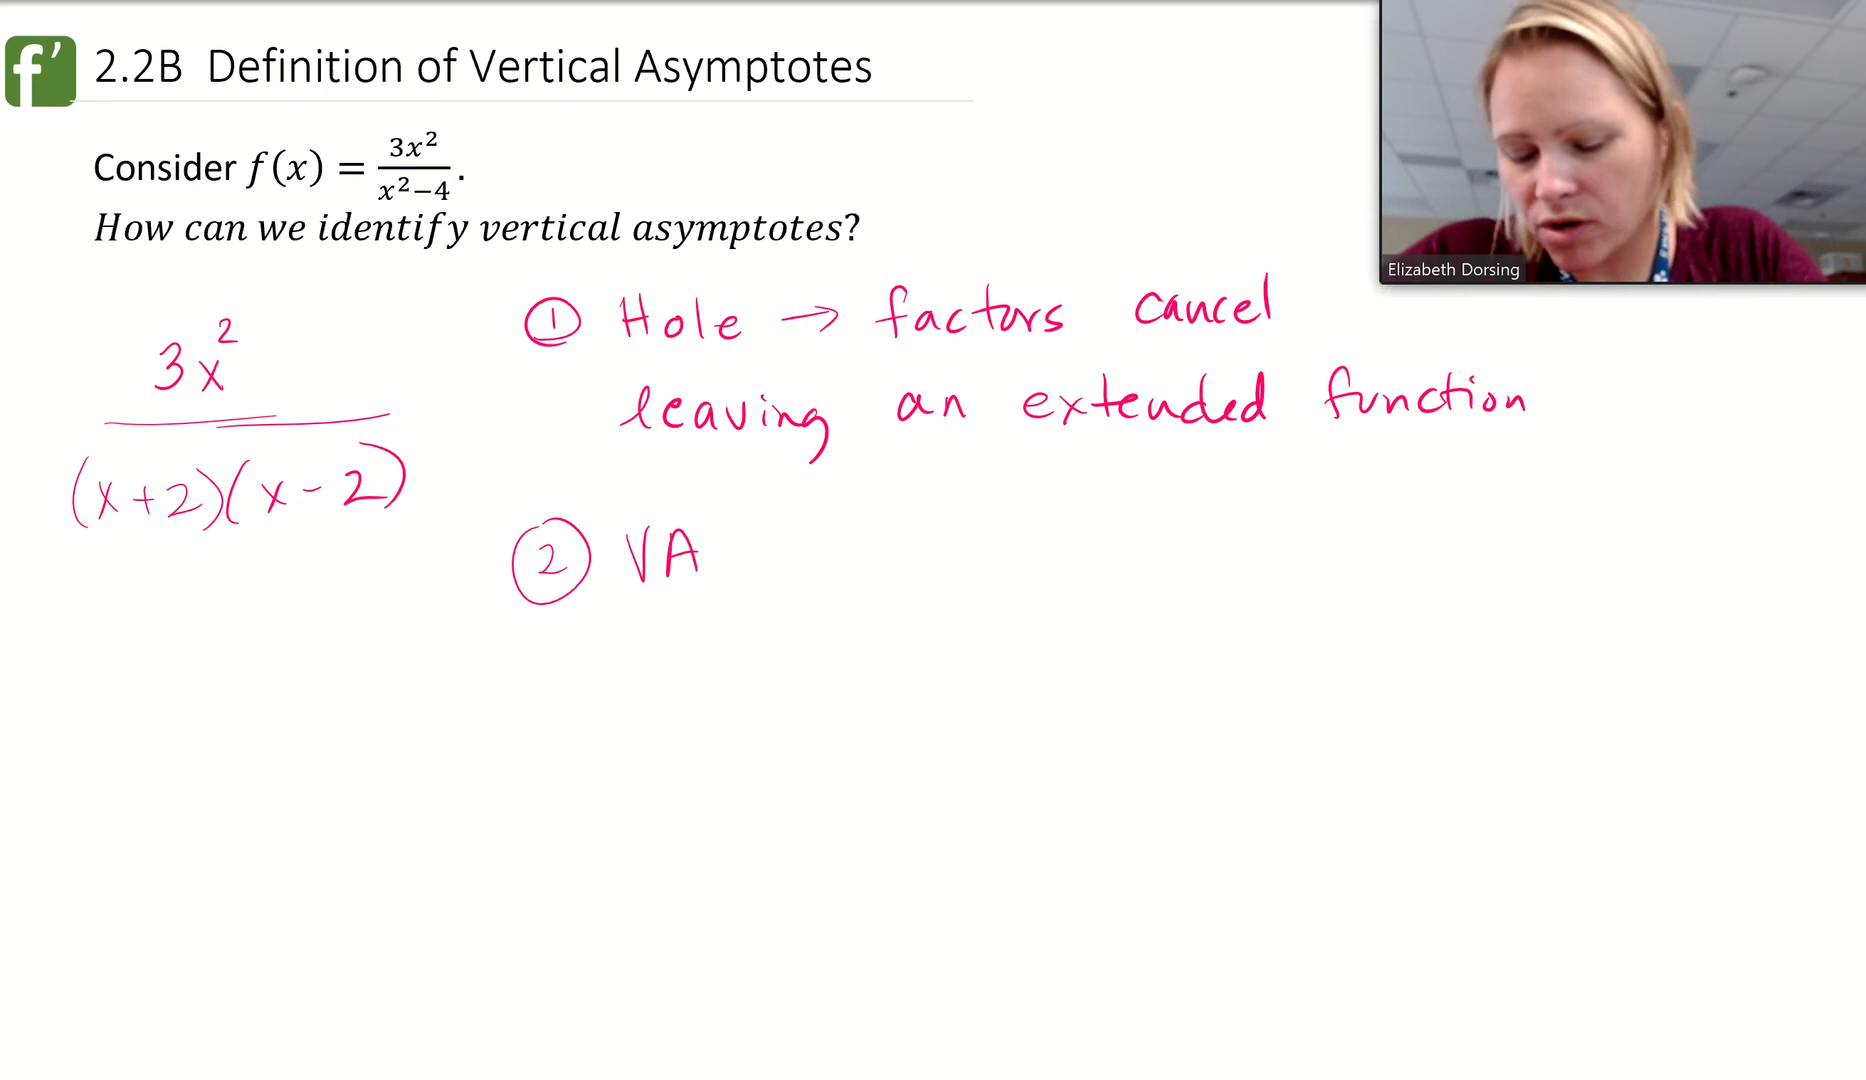 f’ 2.2B Definition of Vertical Asymptotes
Consider f(x) = 3x²/x²−4.
How can we identify vertical asymptotes?
Elizabeth Dorsing
3x²
(x+2)(x-2)
① Hole → factors cancel
leaving an extended function
② VA